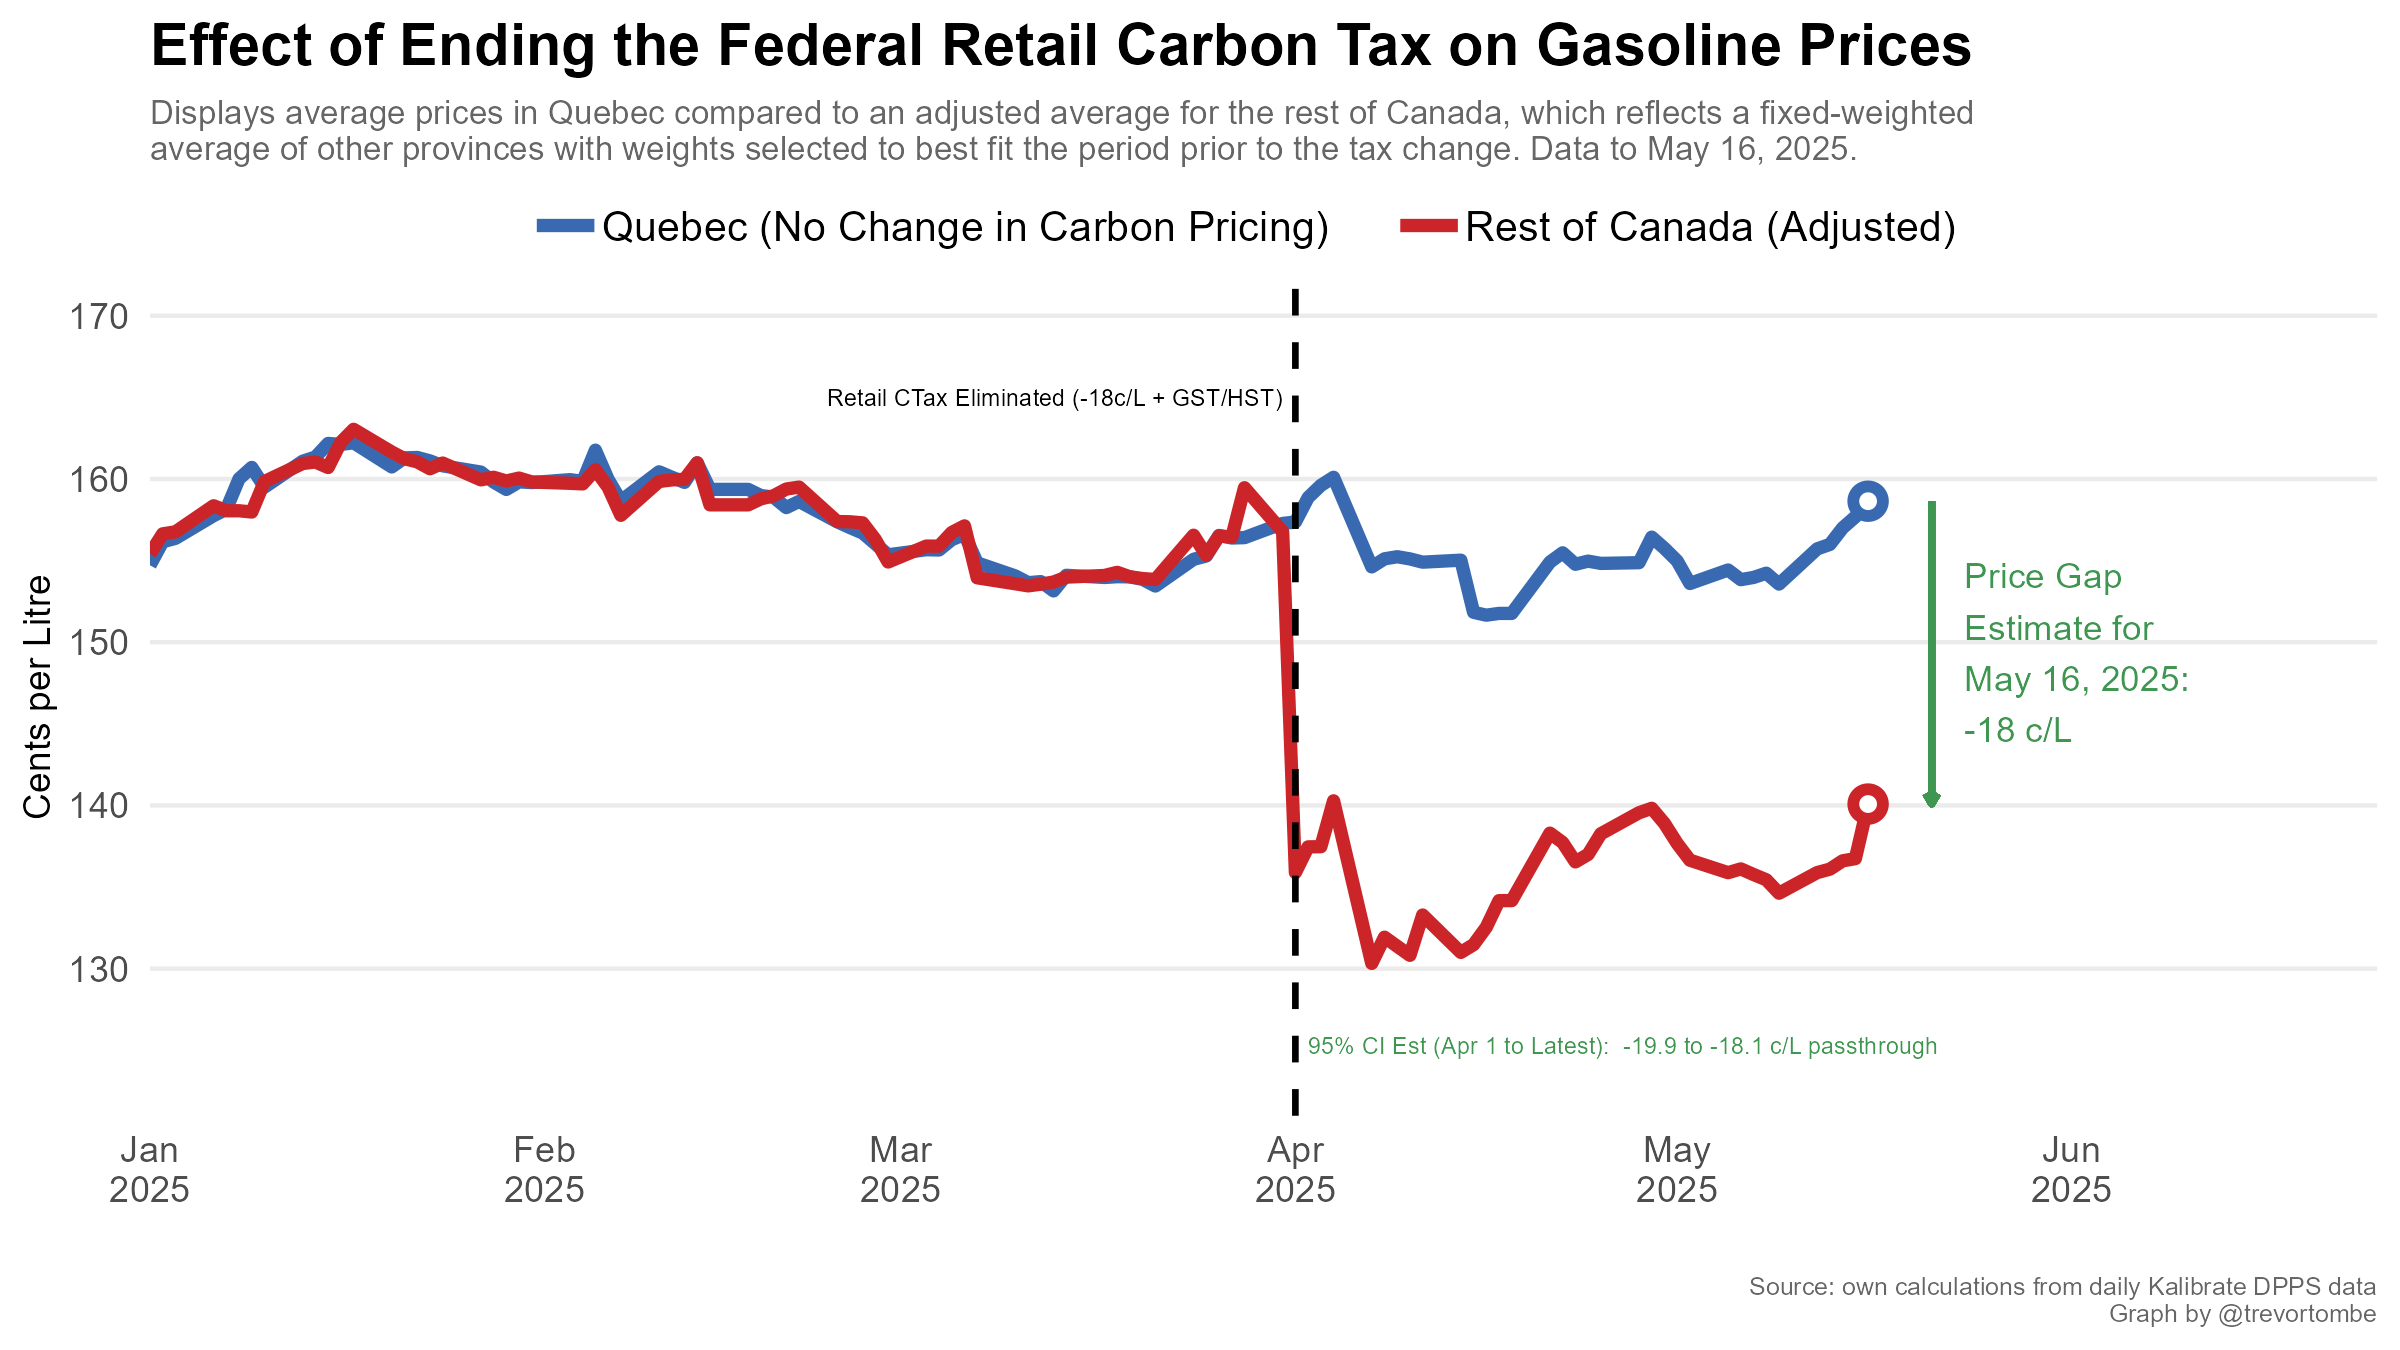 Effect of Ending the Federal Retail Carbon Tax on Gasoline Prices
Displays average prices in Quebec compared to an adjusted average for the rest of Canada, which reflects a fixed-weighted
average of other provinces with weights selected to best fit the period prior to the tax change. Data to May 16, 2025.
Quebec (No Change in Carbon Pricing)
Rest of Canada (Adjusted)
Cents per Litre
170
160
150
140
130
Retail CTax Eliminated (-18c/L + GST/HST)
Price Gap
Estimate for
May 16, 2025:
-18 c/L
95% CI Est (Apr 1 to Latest):  -19.9 to -18.1 c/L passthrough
Jan
2025
Feb
2025
Mar
2025
Apr
2025
May
2025
Jun
2025
Source: own calculations from daily Kalibrate DPPS data
Graph by @trevortombe